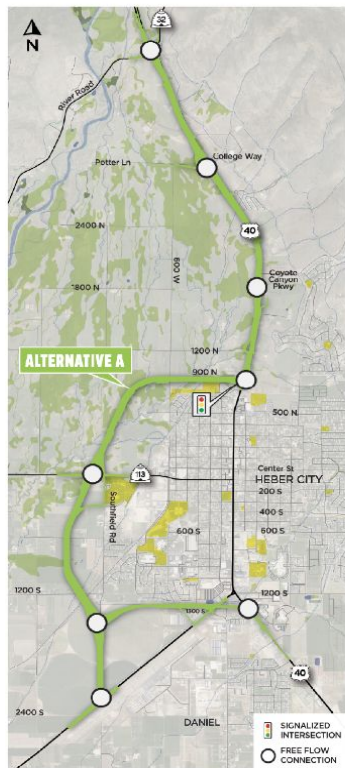 32
N
River Road
Potter Ln
College Way
2400 N
600 W
40
1800 N
Coyote
Canyon
Pkwy
1200 N
ALTERNATIVE A
900 N
500 N
Center St
113
HEBER CITY
200 S
Southfield Rd
400 S
600 S
600 S
1200 S
1300 S
1200 S
40
2400 S
DANIEL
SIGNALIZED
INTERSECTION
FREE FLOW
CONNECTION